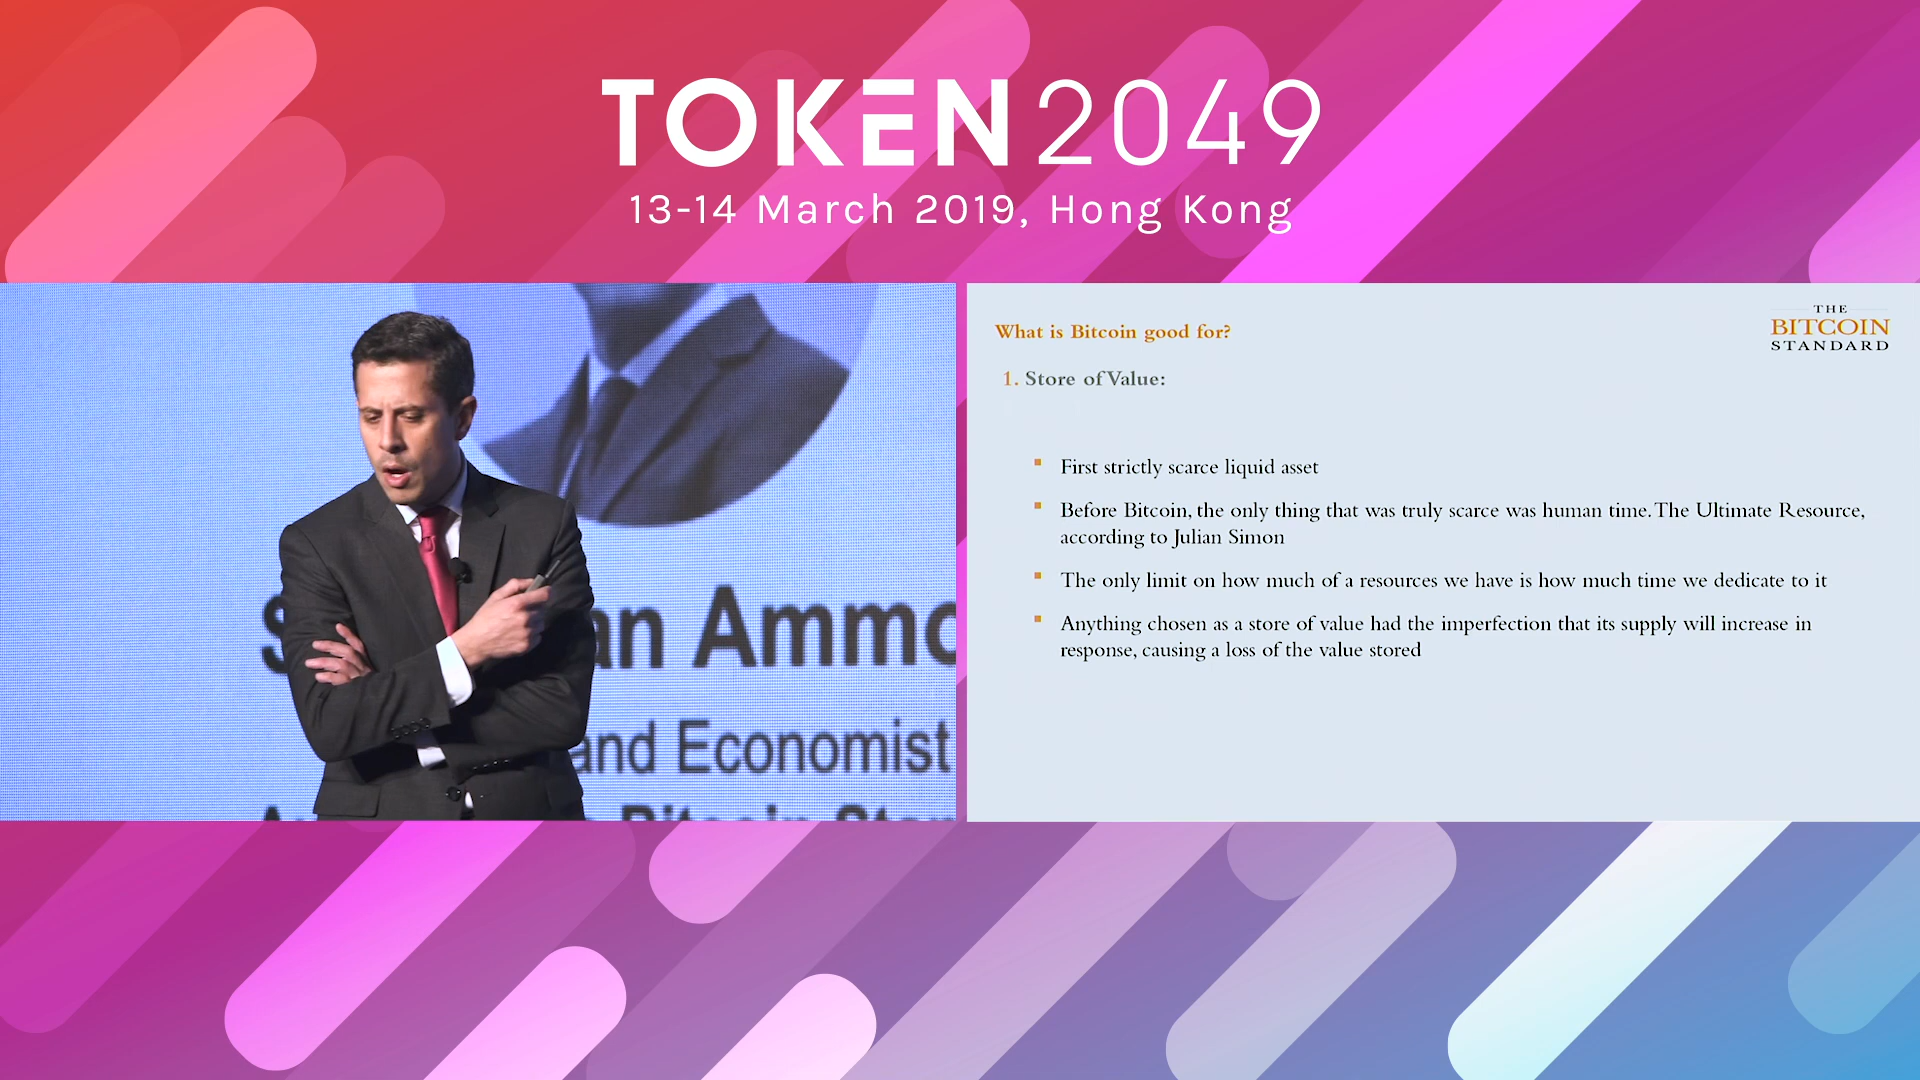 TOKEN2049
13-14 March 2019, Hong Kong
an Ammo
and Economist
Bitcoin
THE
BITCOIN
STANDARD
What is Bitcoin good for?
1. Store of Value:
First strictly scarce liquid asset
Before Bitcoin, the only thing that was truly scarce was human time. The Ultimate Resource,
according to Julian Simon
The only limit on how much of a resources we have is how much time we dedicate to it
Anything chosen as a store of value had the imperfection that its supply will increase in
response, causing a loss of the value stored